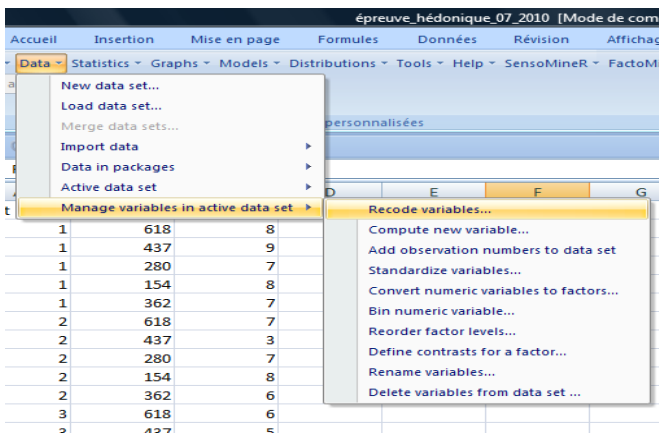 épreuve_hédonique_07_2010 [Mode de com
Accueil Insertion Mise en page Formules Données Révision Affichag
Data Statistics Graphs Models Distributions Tools Help SensoMineR FactoMi
New data set...
Load data set...
Merge data sets...
personnalisées
Import data
Data in packages
Active data set
D E F G
Manage variables in active data set
Recode variables...
1 618 8
Compute new variable...
1 437 9
Add observation numbers to data set
1 280 7
Standardize variables...
1 154 8
Convert numeric variables to factors...
1 362 7
Bin numeric variable...
2 618 7
Reorder factor levels...
2 437 3
Define contrasts for a factor...
2 280 7
Rename variables...
2 154 8
Delete variables from data set ...
2 362 6
3 618 6
3 437 5